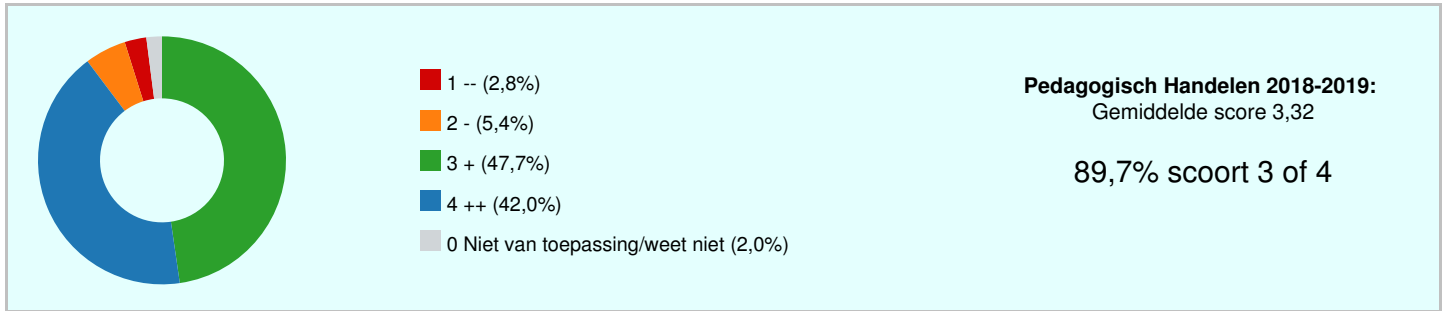 1 -- (2,8%)
2 - (5,4%)
3 + (47,7%)
4 ++ (42,0%)
0 Niet van toepassing/weet niet (2,0%)
Pedagogisch Handelen 2018-2019:
Gemiddelde score 3,32
89,7% scoort 3 of 4